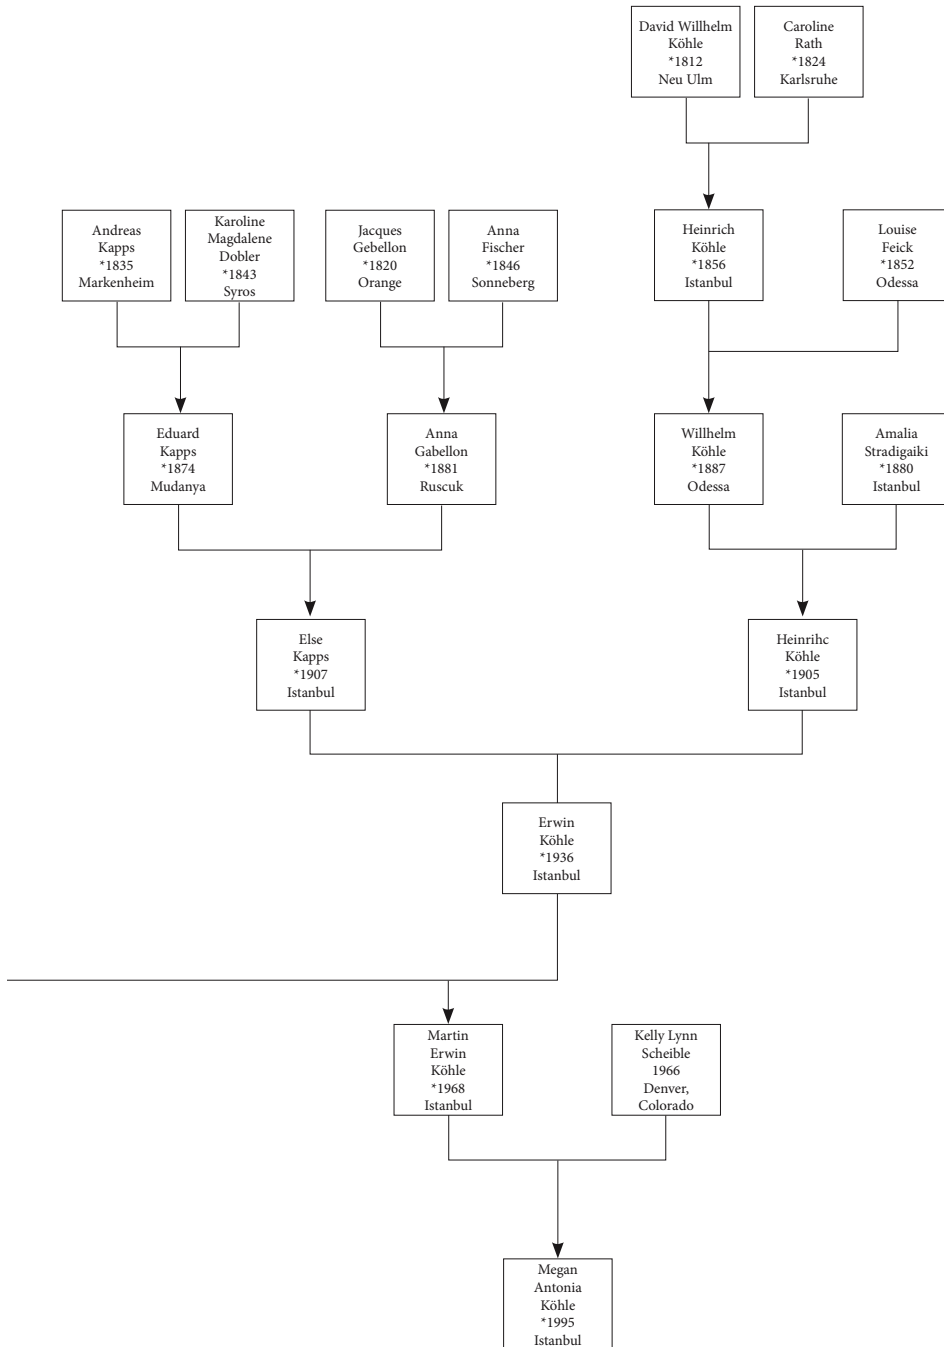 David Willhelm
Köhle
*1812
Neu Ulm
Caroline
Rath
*1824
Karlsruhe
Andreas
Kapps
*1835
Markenheim
Karoline
Magdalene
Dobler
*1843
Syros
Jacques
Gebellon
*1820
Orange
Anna
Fischer
*1846
Sonneberg
Heinrich
Köhle
*1856
Istanbul
Louise
Feick
*1852
Odessa
Eduard
Kapps
*1874
Mudanya
Anna
Gabellon
*1881
Ruscuk
Willhelm
Köhle
*1887
Odessa
Amalia
Stradigaiki
*1880
Istanbul
Else
Kapps
*1907
Istanbul
Heinrihc
Köhle
*1905
Istanbul
Erwin
Köhle
*1936
Istanbul
Martin
Erwin
Köhle
*1968
Istanbul
Kelly Lynn
Scheible
1966
Denver,
Colorado
Megan
Antonia
Köhle
*1995
Istanbul